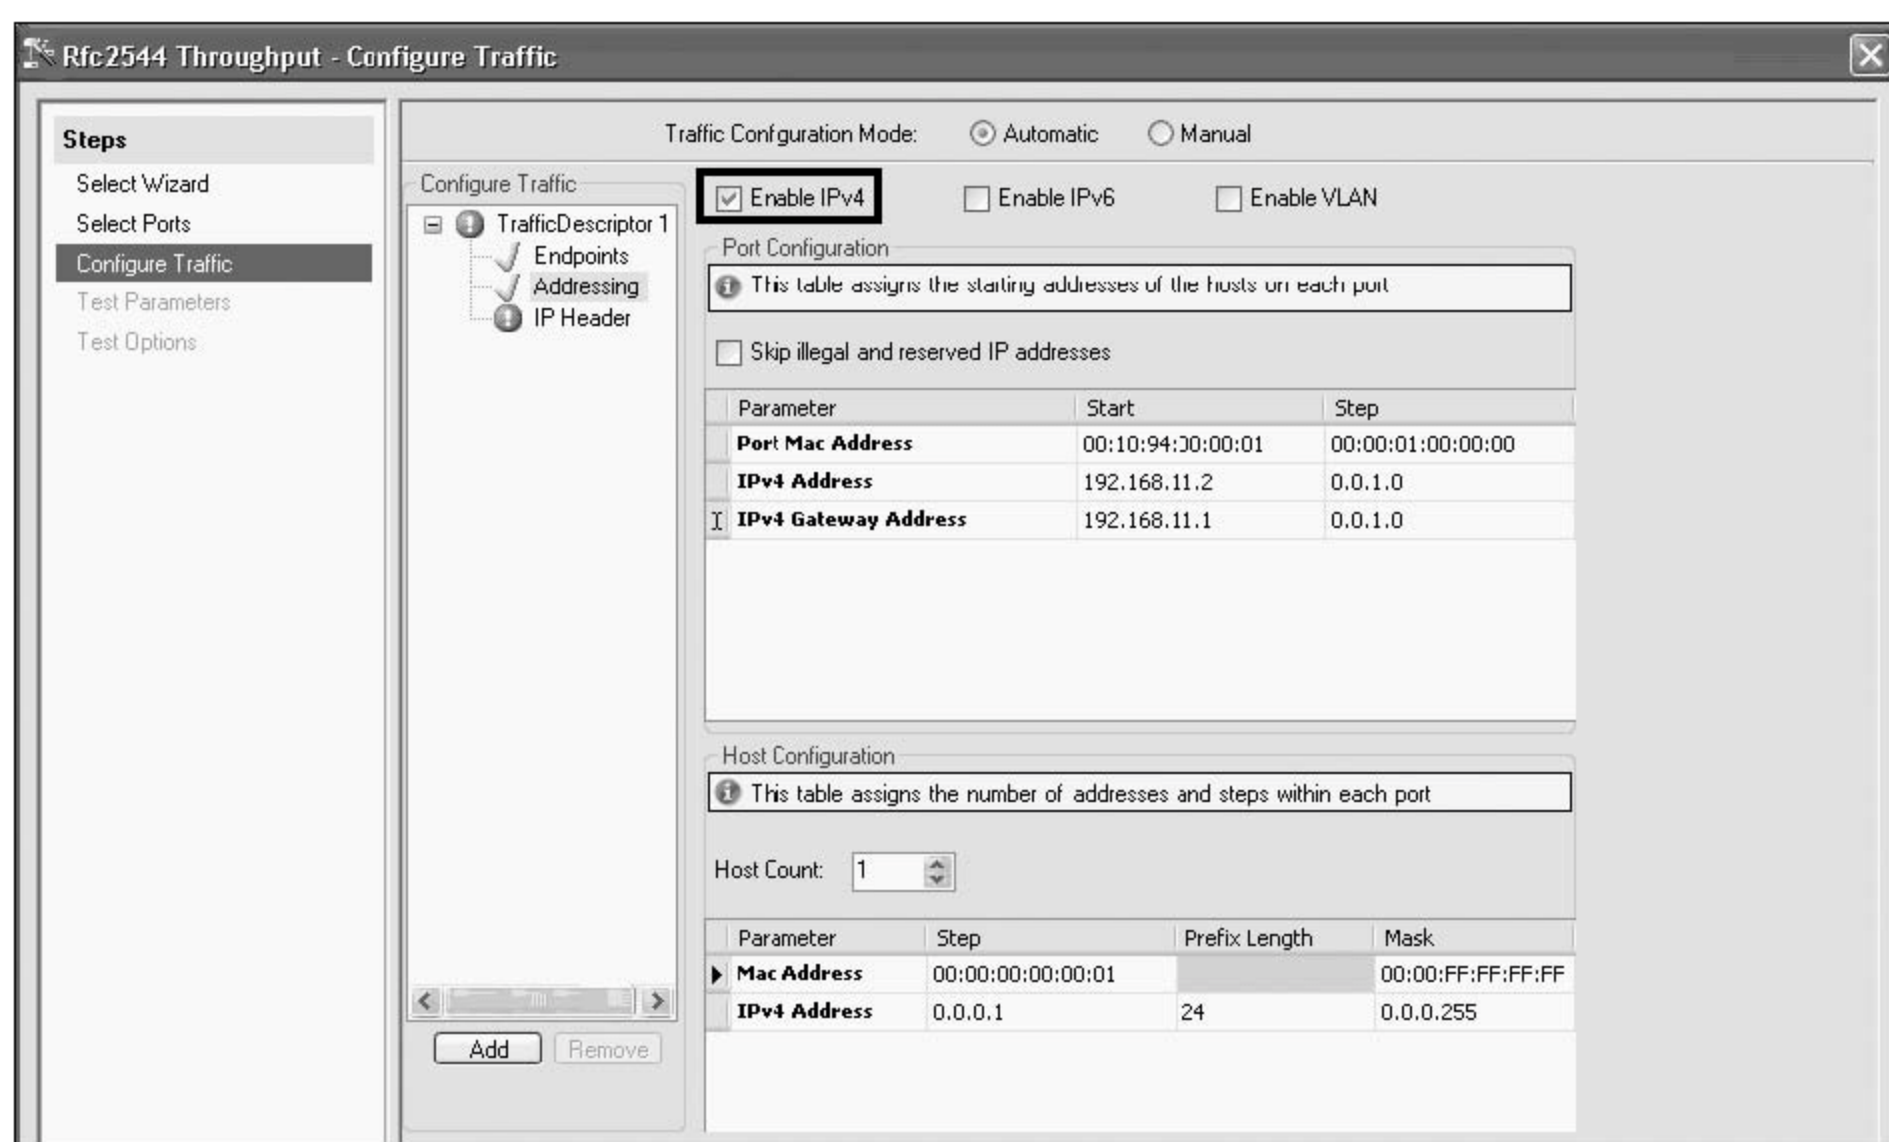 Rfc2544 Throughput - Configure Traffic
Steps
Select Wizard
Select Ports
Configure Traffic
Test Parameters
Test Options
Traffic Configuration Mode: Automatic Manual
Configure Traffic
TrafficDescriptor 1
Endpoints
Addressing
IP Header
Add Remove
Enable IPv4 Enable IPv6 Enable VLAN
Port Configuration
This table assigns the starting addresses of the hosts on each port
Skip illegal and reserved IP addresses
Parameter Start Step
Port Mac Address 00:10:94:00:00:01 00:00:01:00:00:00
IPv4 Address 192.168.11.2 0.0.1.0
IPv4 Gateway Address 192.168.11.1 0.0.1.0
Host Configuration
This table assigns the number of addresses and steps within each port
Host Count: 1
Parameter Step Prefix Length Mask
Mac Address 00:00:00:00:00:01 00:00:FF:FF:FF:FF
IPv4 Address 0.0.0.1 24 0.0.0.255